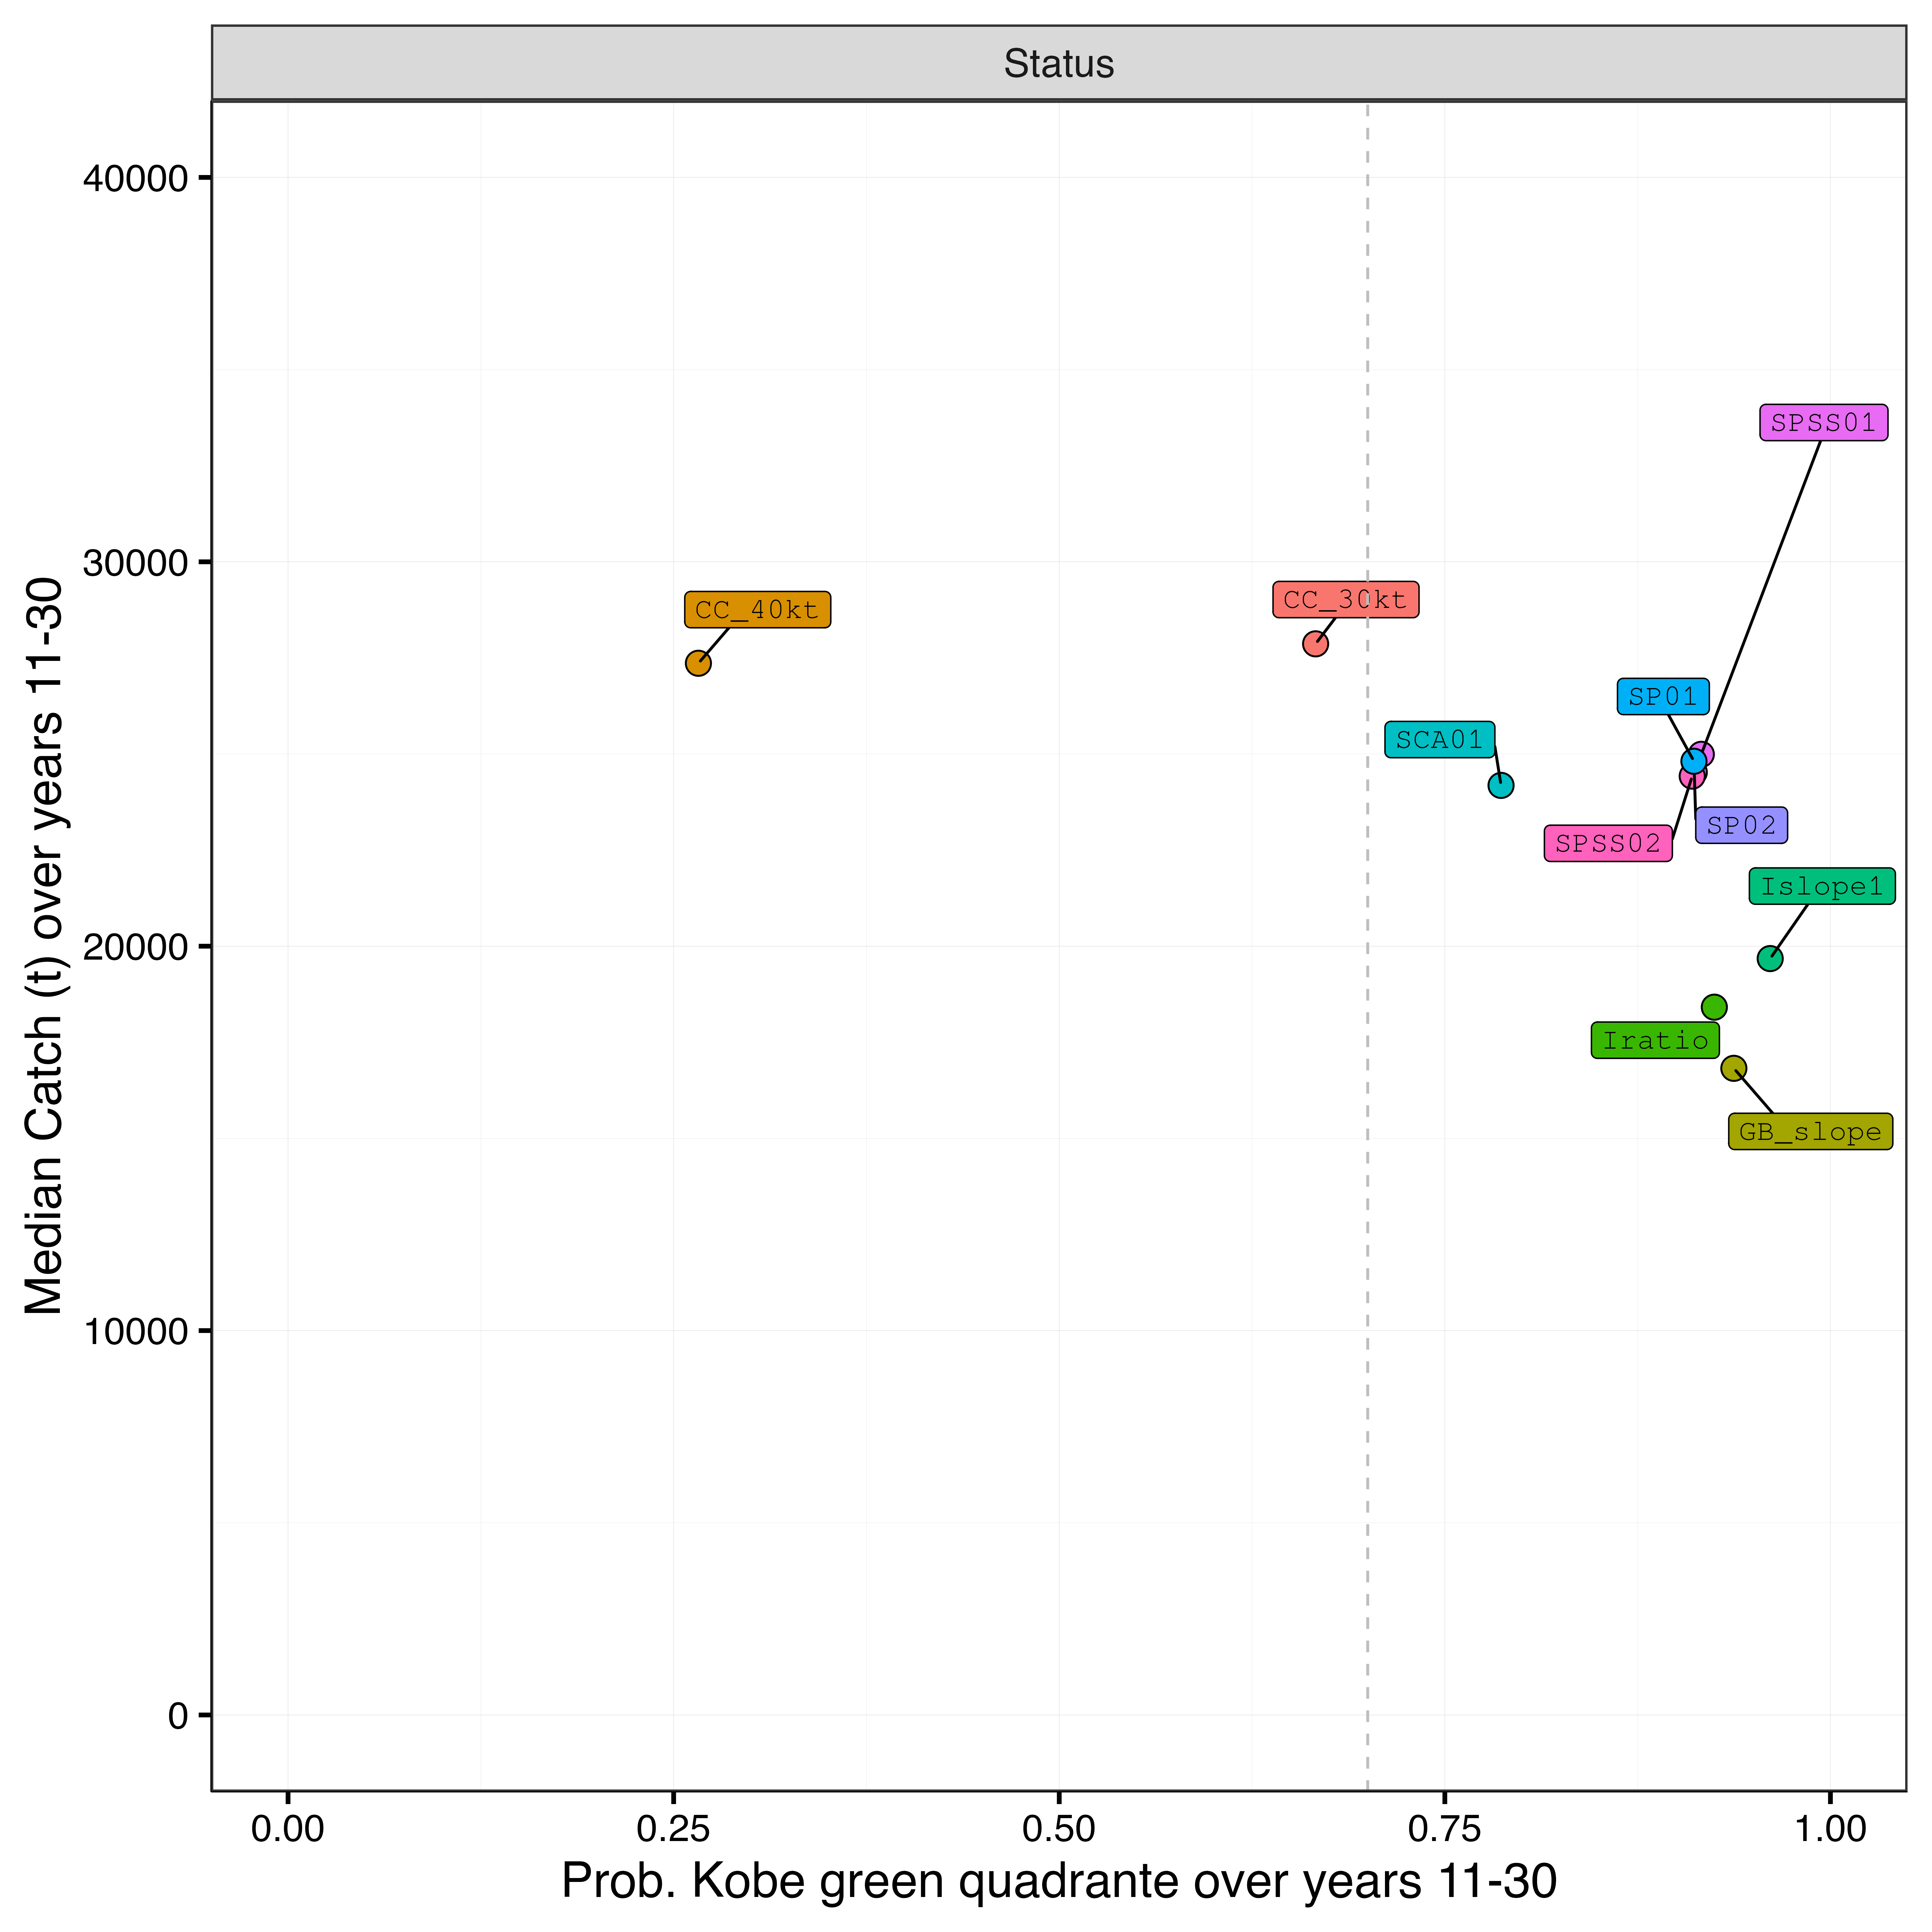 Status
Median Catch (t) over years 11-30
40000
30000
20000
10000
0
SPSS01
CC_40kt
CC_30kt
SP01
SCA01
SP02
SPSS02
Islope1
Iratio
GB_slope
0.00
0.25
0.50
0.75
1.00
Prob. Kobe green quadrante over years 11-30